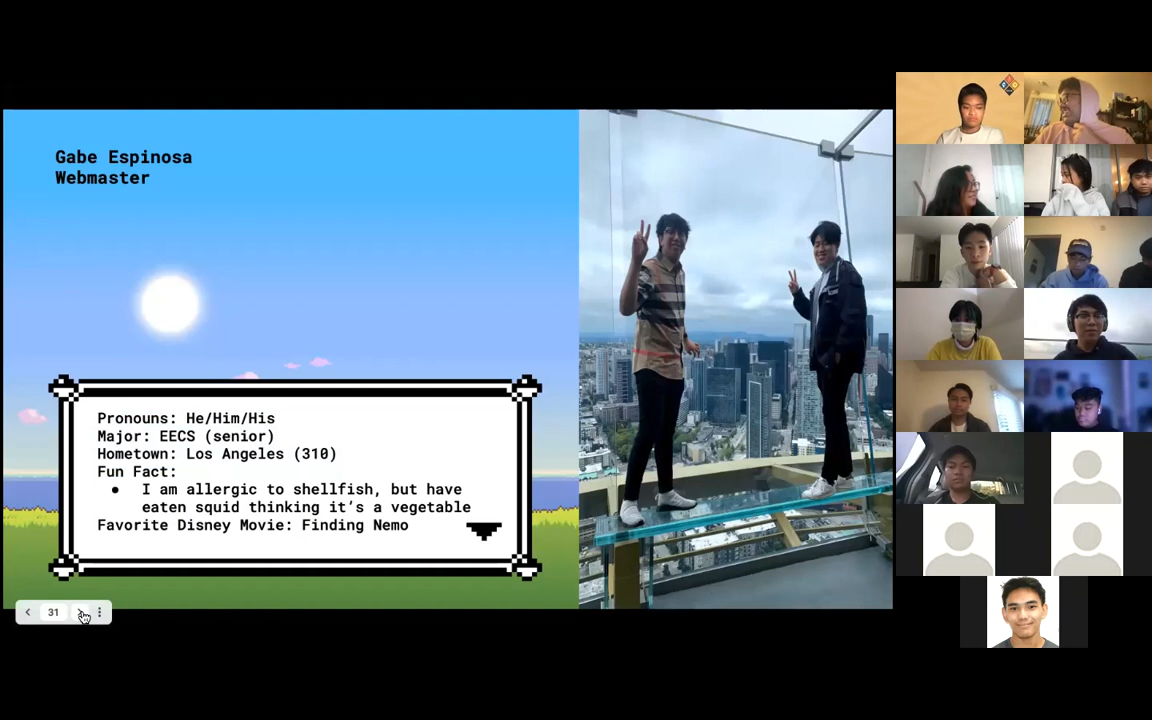 Gabe Espinosa
Webmaster
Pronouns: He/Him/His
Major: EECS (senior)
Hometown: Los Angeles (310)
Fun Fact:
● I am allergic to shellfish, but have
eaten squid thinking it's a vegetable
Favorite Disney Movie: Finding Nemo
31